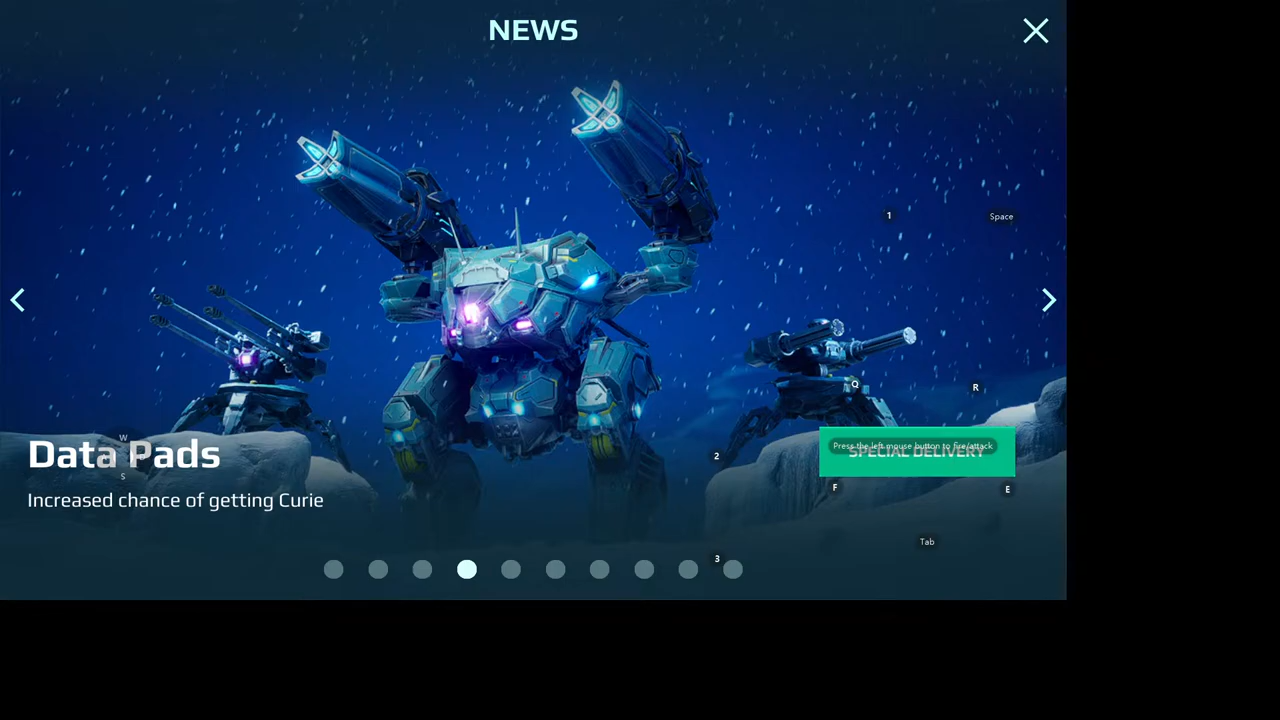 NEWS
1
Space
Q
R
W
Data Pads
S
Press the left mouse button to fire/attack
SPECIAL DELIVERY
2
F
E
Increased chance of getting Curie
Tab
3